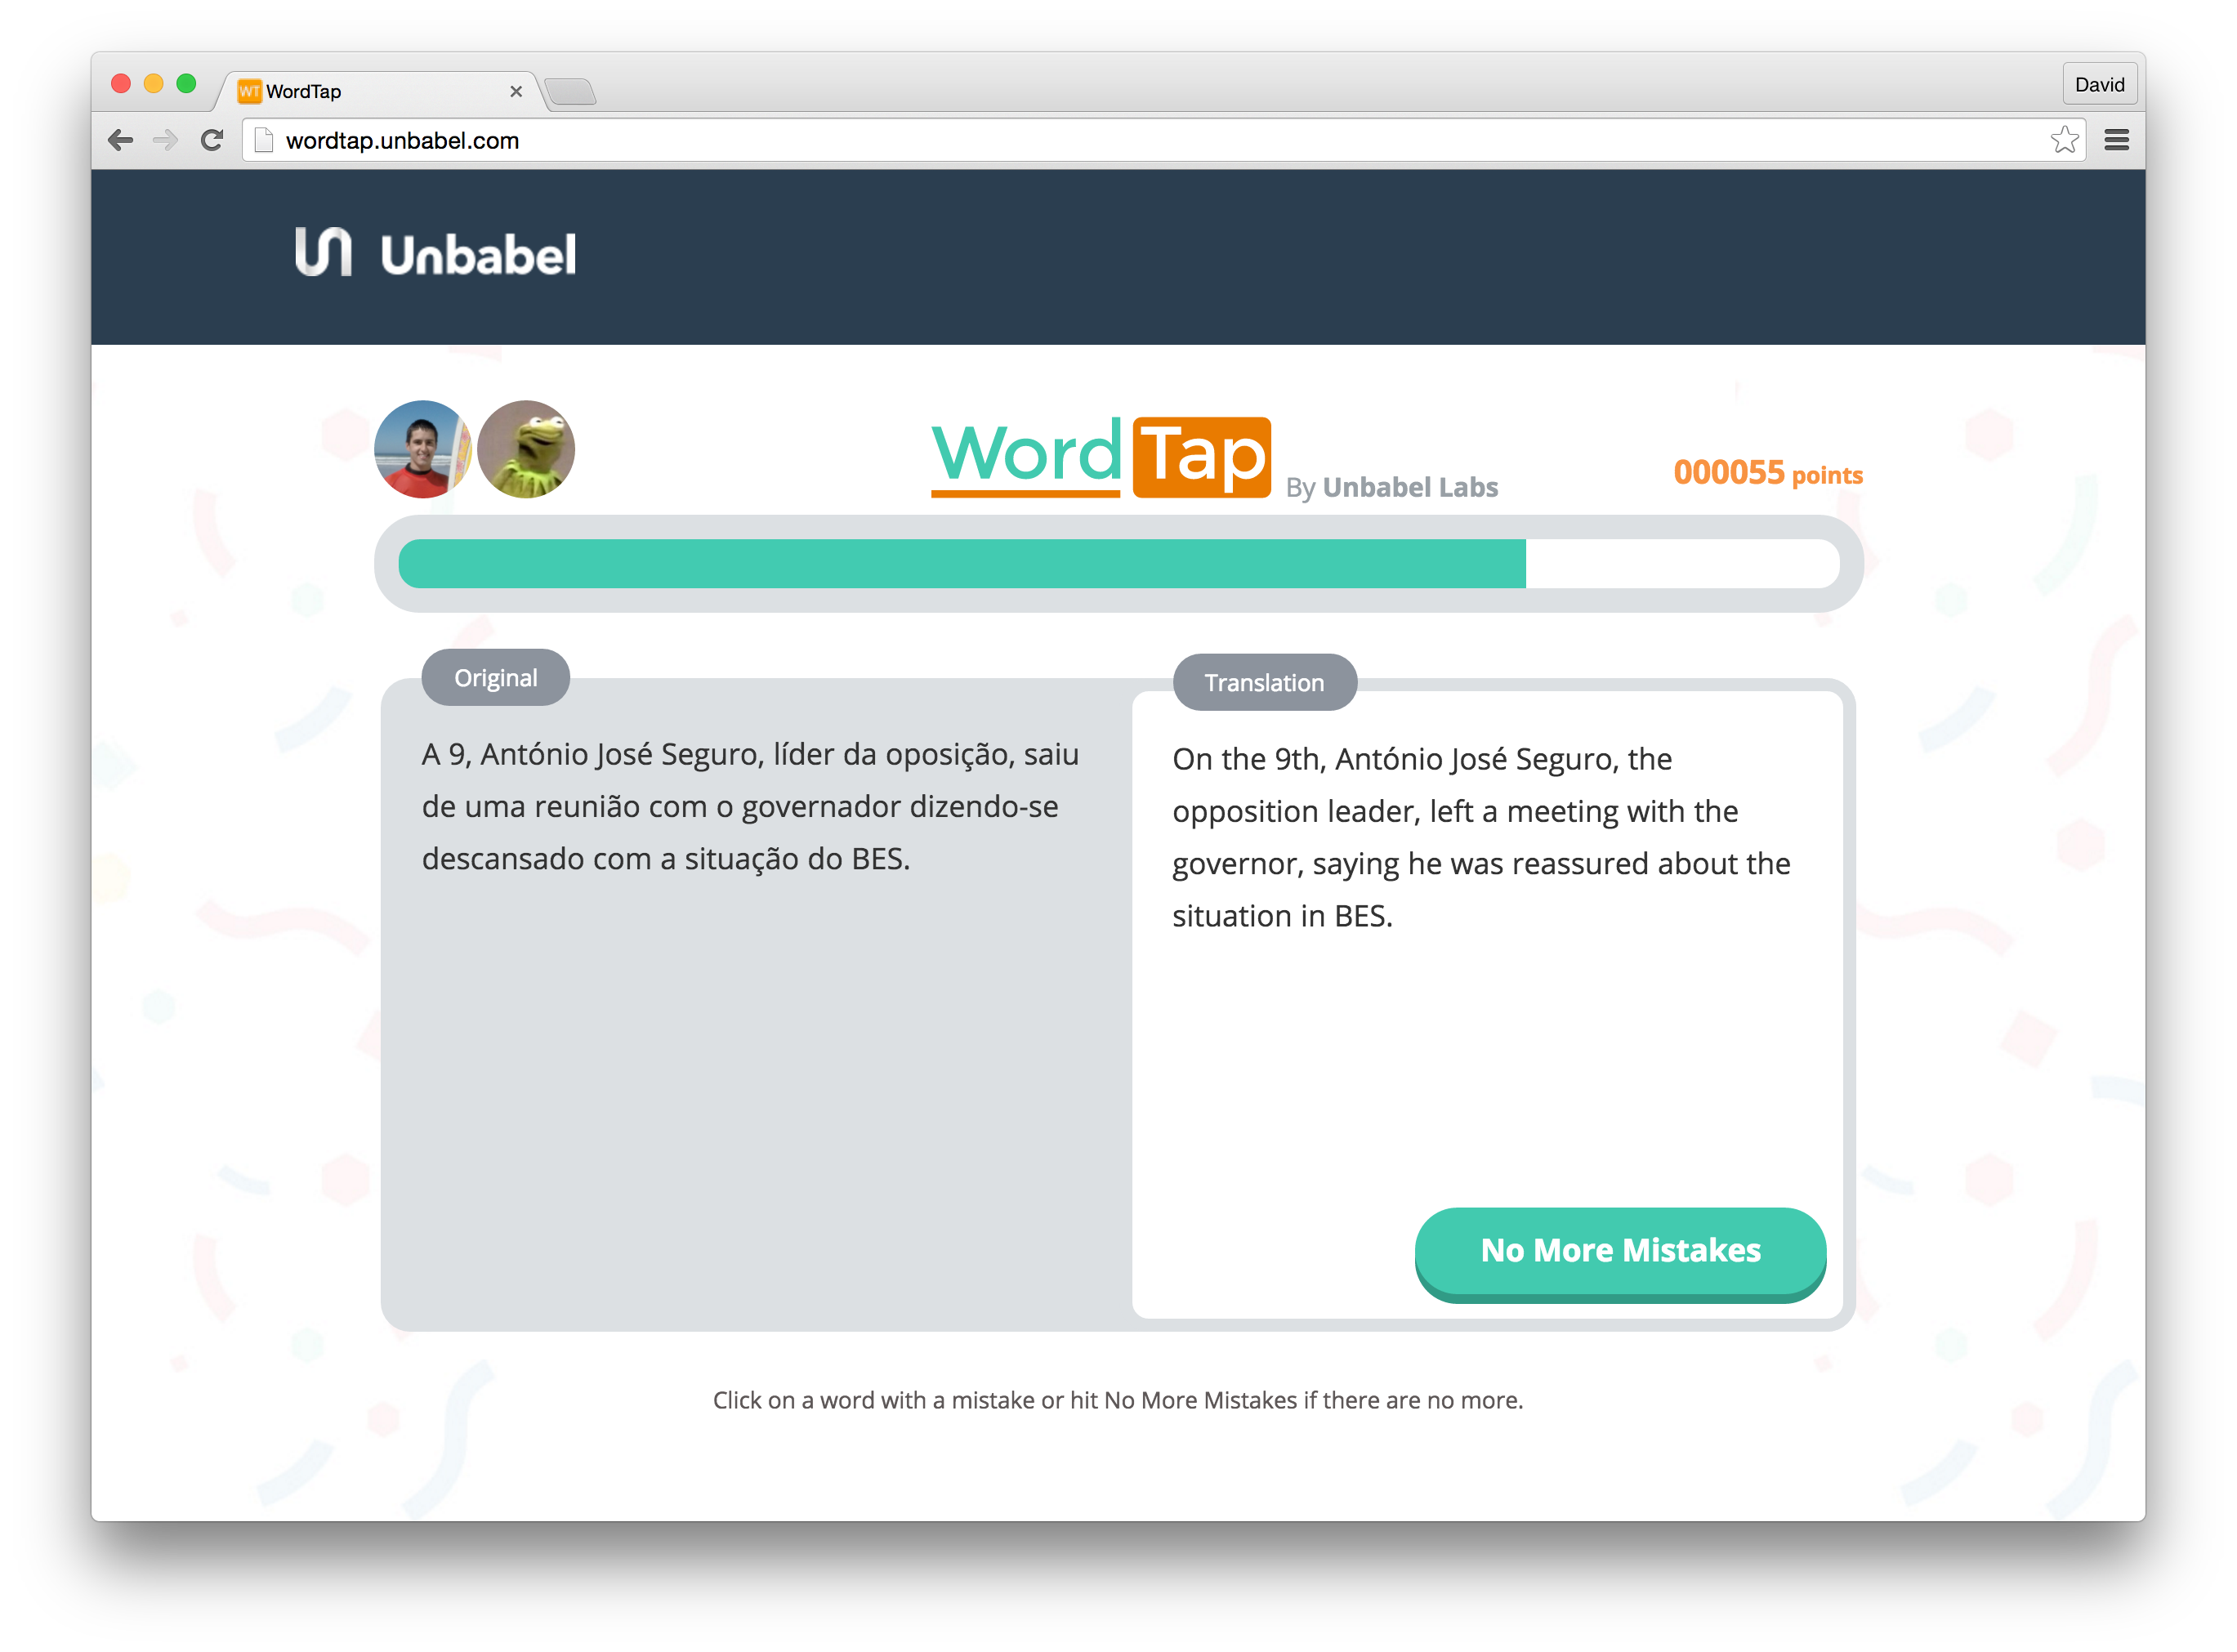 WT WordTap
David
wordtap.unbabel.com
Unbabel
Word Tap By Unbabel Labs
000055 points
Original
A 9, António José Seguro, líder da oposição, saiu
de uma reunião com o governador dizendo-se
descansado com a situação do BES.
Translation
On the 9th, António José Seguro, the
opposition leader, left a meeting with the
governor, saying he was reassured about the
situation in BES.
No More Mistakes
Click on a word with a mistake or hit No More Mistakes if there are no more.